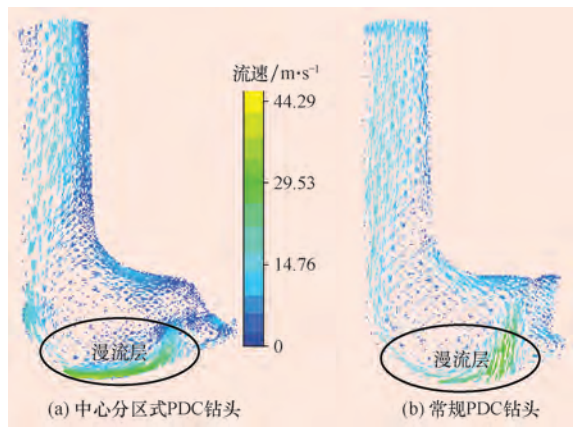 流速/m·s⁻¹
44.29
29.53
14.76
0
漫流层
漫流层
(a) 中心分区式PDC钻头
(b) 常规PDC钻头